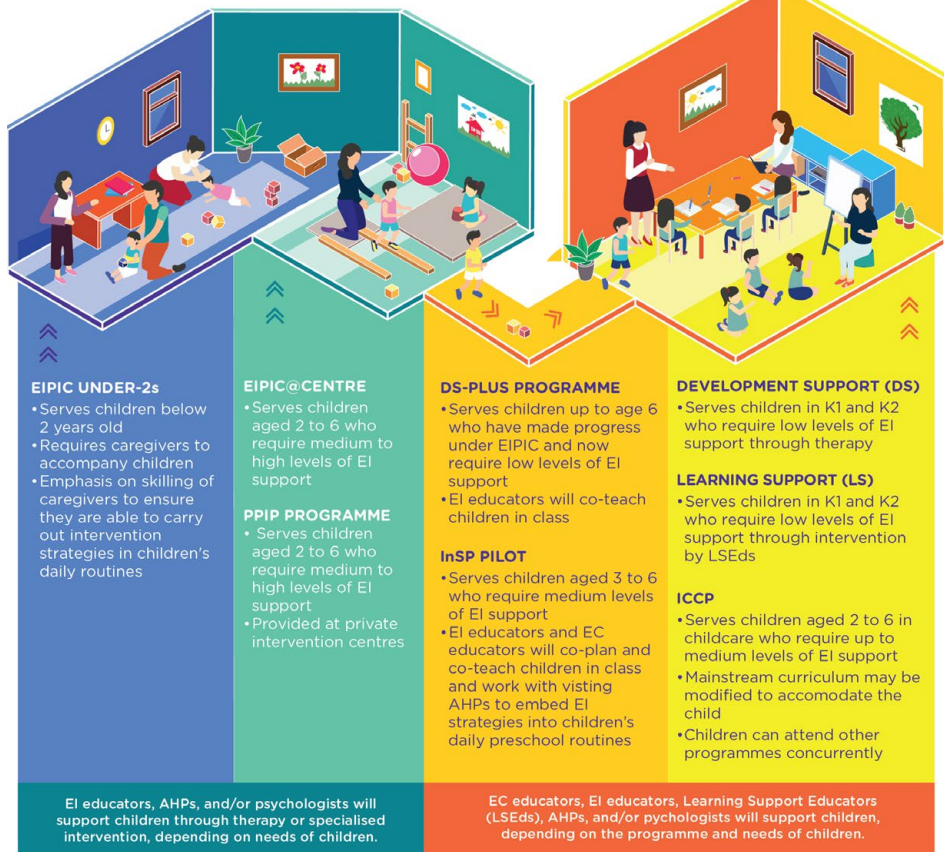 EIPIC UNDER-2s
•Serves children below
2 years old
•Requires caregivers to
accompany children
•Emphasis on skilling of
caregivers to ensure
they are able to carry
out intervention
strategies in children's
daily routines
EIPIC@CENTRE
•Serves children
aged 2 to 6 who
require medium to
high levels of EI
support
PPIP PROGRAMME
• Serves children
aged 2 to 6 who
require medium to
high levels of EI
support
•Provided at private
intervention centres
DS-PLUS PROGRAMME
•Serves children up to age 6
who have made progress
under EIPIC and now
require low levels of EI
support
•EI educators will co-teach
children in class
InSP PILOT
•Serves children aged 3 to 6
who require medium levels
of EI support
•EI educators and EC
educators will co-plan and
co-teach children in class
and work with visting
AHPs to embed EI
strategies into children's
daily preschool routines
DEVELOPMENT SUPPORT (DS)
•Serves children in K1 and K2
who require low levels of EI
support through therapy
LEARNING SUPPORT (LS)
•Serves children in K1 and K2
who require low levels of EI
support through intervention
by LSEds
ICCP
•Serves children aged 2 to 6 in
childcare who require up to
medium levels of EI support
•Mainstream curriculum may be
modified to accomodate the
child
•Children can attend other
programmes concurrently
EI educators, AHPs, and/or psychologists will
support children through therapy or specialised
intervention, depending on needs of children.
EC educators, EI educators, Learning Support Educators
(LSEds), AHPs, and/or pychologists will support children,
depending on the programme and needs of children.